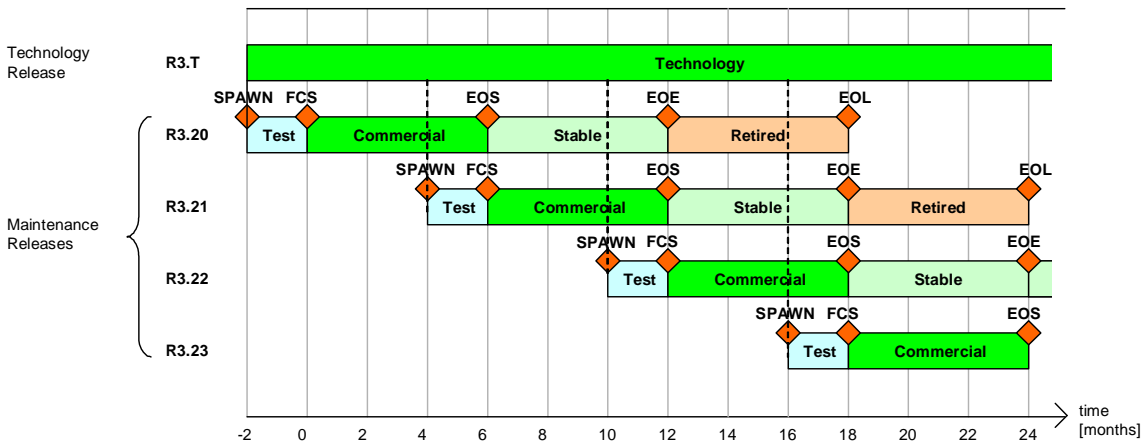 Technology
Release
R3.T
Technology
SPAWN FCS EOS EOE EOL
R3.20
Test Commercial Stable Retired
SPAWN FCS EOS EOE EOL
Maintenance
Releases
R3.21
Test Commercial Stable Retired
SPAWN FCS EOS EOE
R3.22
Test Commercial Stable
SPAWN FCS EOS
R3.23
Test Commercial
-2 0 2 4 6 8 10 12 14 16 18 20 22 24
time
[months]